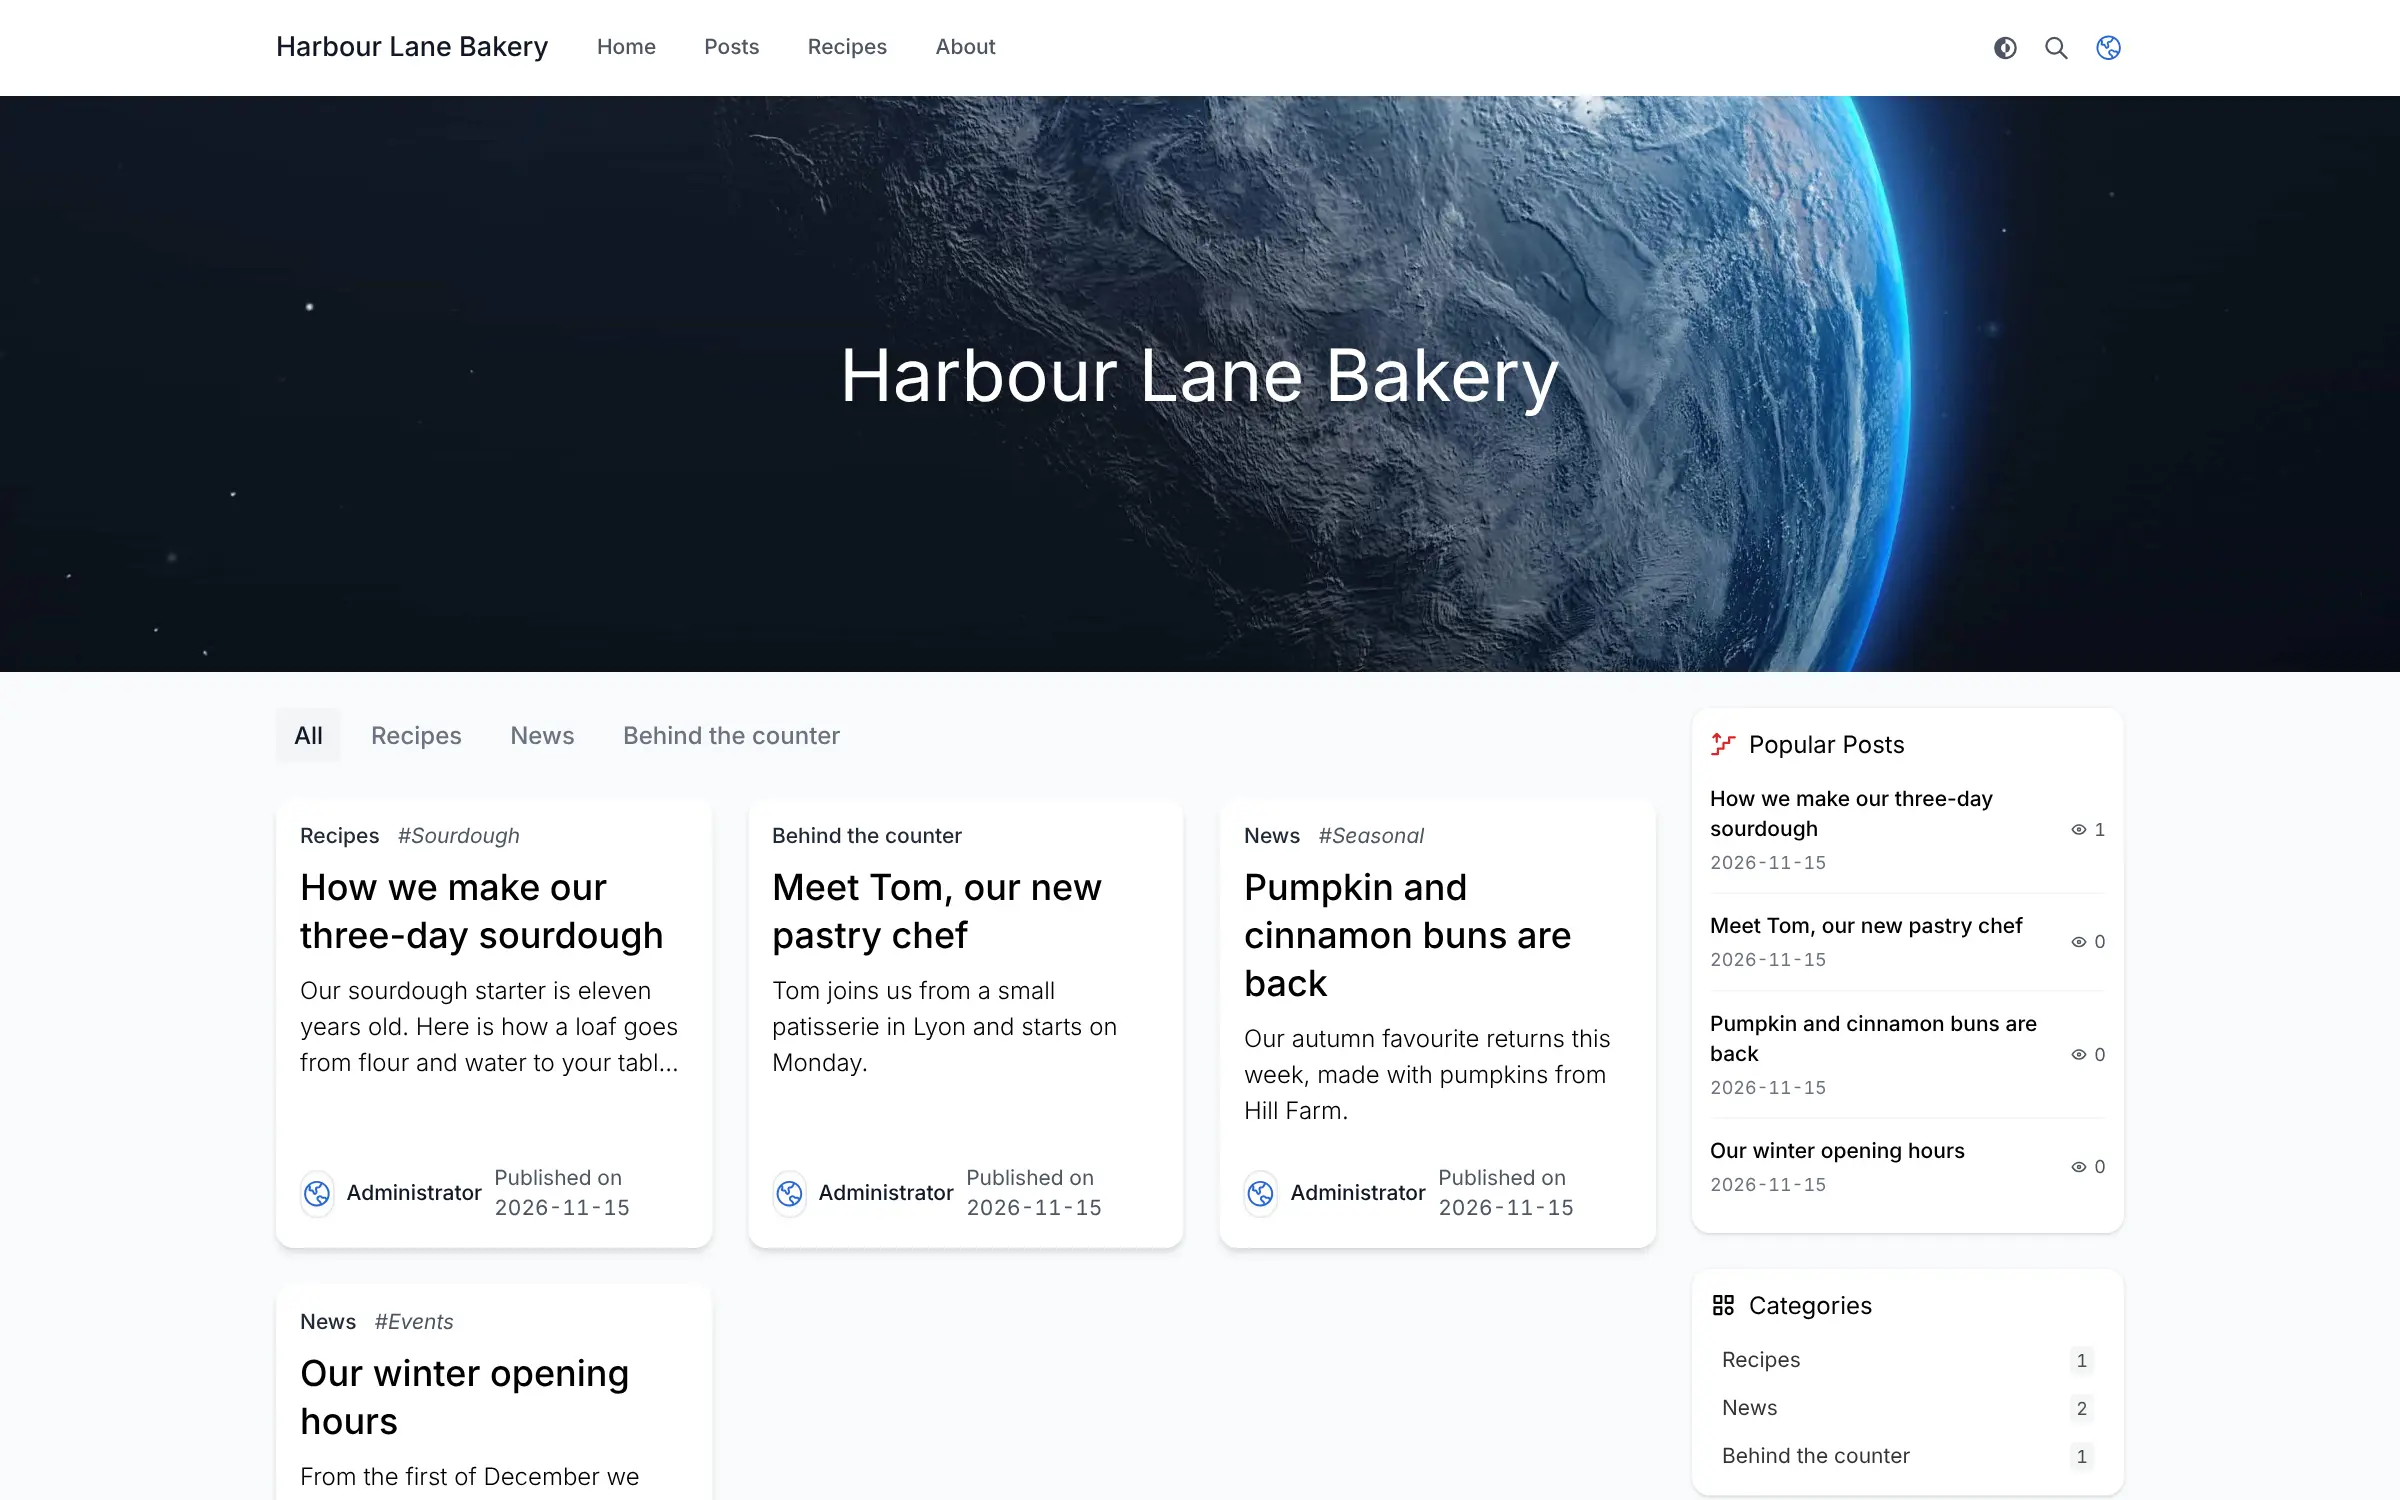 Harbour Lane Bakery
Home
Posts
Recipes
About
Harbour Lane Bakery
All
Recipes
News
Behind the counter
Recipes #Sourdough
How we make our
three-day sourdough
Our sourdough starter is eleven
years old. Here is how a loaf goes
from flour and water to your tabl...
Administrator
Published on
2026-11-15
Behind the counter
Meet Tom, our new
pastry chef
Tom joins us from a small
patisserie in Lyon and starts on
Monday.
Administrator
Published on
2026-11-15
News #Seasonal
Pumpkin and
cinnamon buns are
back
Our autumn favourite returns this
week, made with pumpkins from
Hill Farm.
Administrator
Published on
2026-11-15
News #Events
Our winter opening
hours
From the first of December we
Popular Posts
How we make our three-day
sourdough
1
2026-11-15
Meet Tom, our new pastry chef
0
2026-11-15
Pumpkin and cinnamon buns are
back
0
2026-11-15
Our winter opening hours
0
2026-11-15
Categories
Recipes 1
News 2
Behind the counter 1